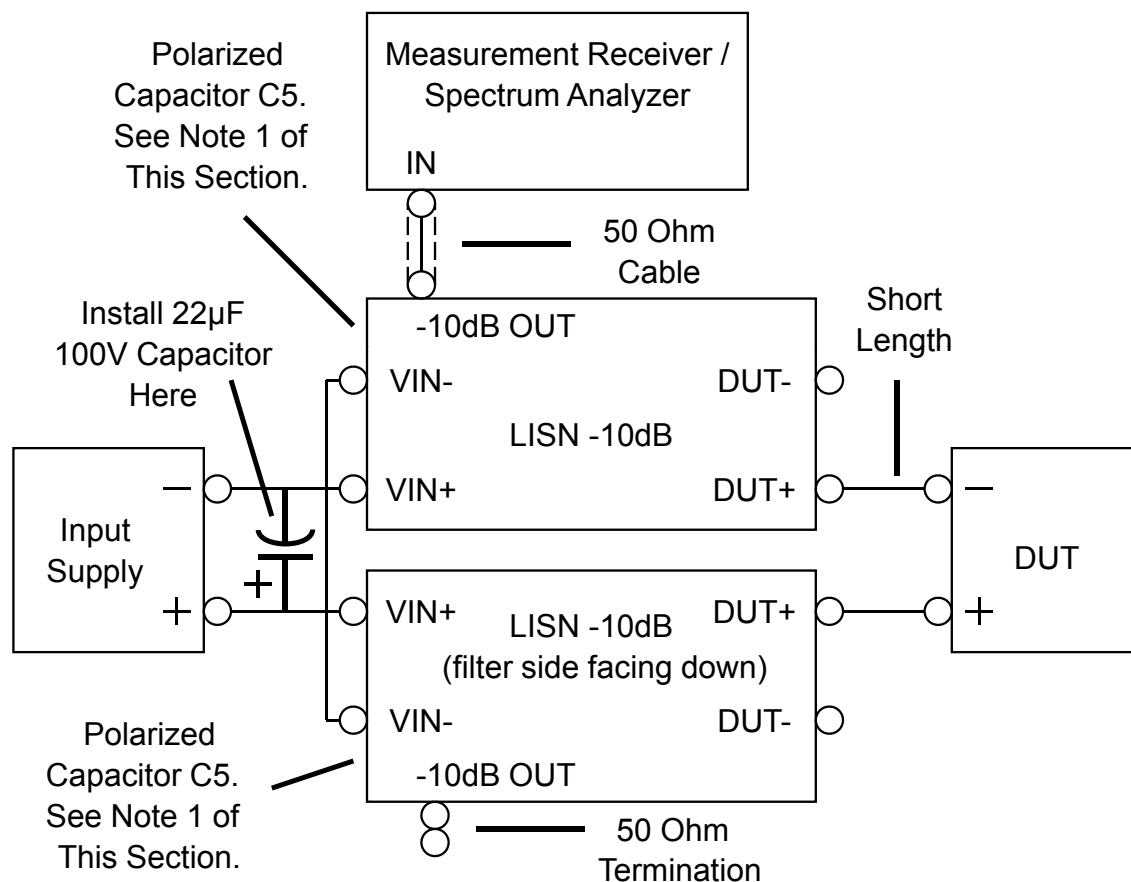 Polarized
Capacitor C5.
See Note 1 of
This Section.
Measurement Receiver /
Spectrum Analyzer
IN
50 Ohm
Cable
Install 22µF
100V Capacitor
Here
Short
Length
-10dB OUT
VIN-
DUT-
LISN -10dB
VIN+
DUT+
Input
Supply
−
+
+
−
+
DUT
VIN+
DUT+
LISN -10dB
(filter side facing down)
VIN-
DUT-
-10dB OUT
Polarized
Capacitor C5.
See Note 1 of
This Section.
50 Ohm
Termination